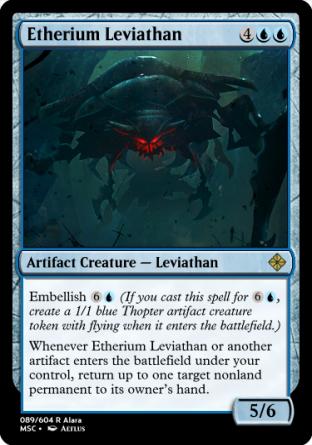 Etherium Leviathan 4
Artifact Creature — Leviathan
Embellish 6 (If you cast this spell for 6 ,
create a 1/1 blue Thopter artifact creature
token with flying when it enters the battlefield.)
Whenever Etherium Leviathan or another
artifact enters the battlefield under your
control, return up to one target nonland
permanent to its owner's hand.
5/6
089/604 R Alara
MSC • Aeflus